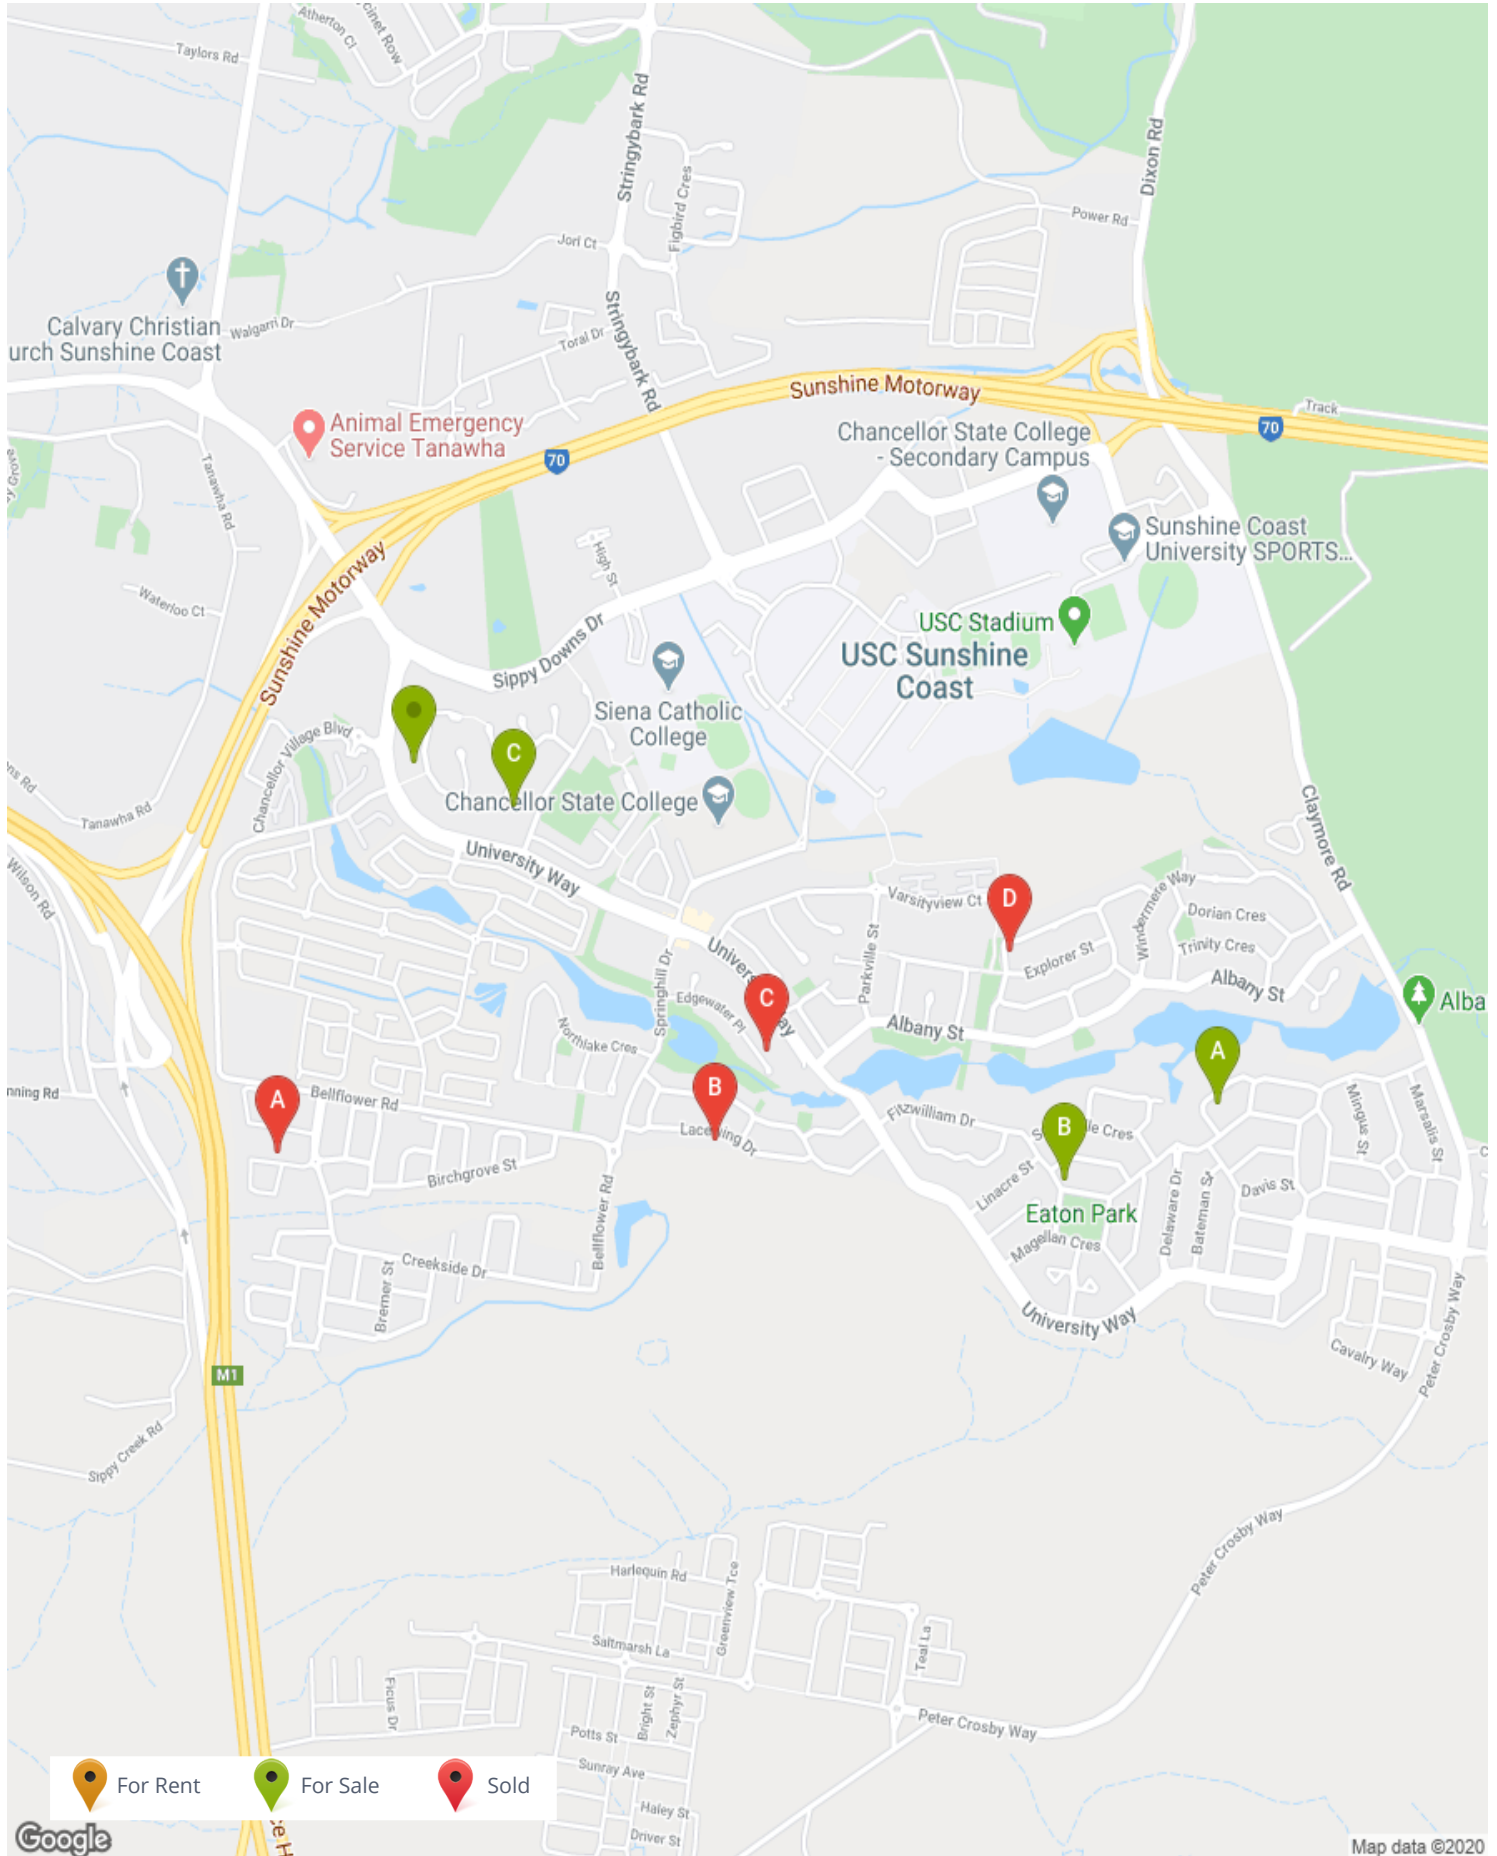 Atherton Cl
Taylors Rd
Stringybark Rd
Dixon Rd
Figbird Cres
Power Rd
Jorl Ct
Calvary Christian
urch Sunshine Coast
Walgarri Dr
Toral Dr
Stringybark Rd
Sunshine Motorway
Track
70
Animal Emergency
Service Tanawha
Chancellor State College
- Secondary Campus
70
Tanawha Rd
Sunshine Coast
University SPORTS...
High St
Waterloo Ct
Sunshine Motorway
USC Stadium
USC Sunshine
Coast
Sippy Downs Dr
Siena Catholic
College
Chancellor Village Blvd
C
Chancellor State College
Tanawha Rd
Claymore Rd
University Way
Wilson Rd
Windermere Way
Varsityview Ct
D
Dorian Cres
Parkville St
Trinity Cres
Explorer St
Albany St
Springhill Dr
Edgewater Pl
C
Alba
Northlake Cres
Albany St
A
nning Rd
Bellflower Rd
A
B
Fitzwilliam Dr
Mingus St
Marsalis St
Lacewing Dr
B
le Cres
Birchgrove St
Linacre St
Davis St
Bellflower Rd
Eaton Park
Delaware Dr
Bateman St
Magellan Cres
Creekside Dr
Bremer St
University Way
Peter Crosby Way
Cavalry Way
M1
Sippy Creek Rd
Peter Crosby Way
Harlequin Rd
Greenview Tce
Saltmarsh La
Teal La
Ficus Dr
Bright St
Zephyr St
Peter Crosby Way
Potts St
Sunray Ave
For Rent
For Sale
Sold
Haley St
Driver St
Google
Map data ©2020